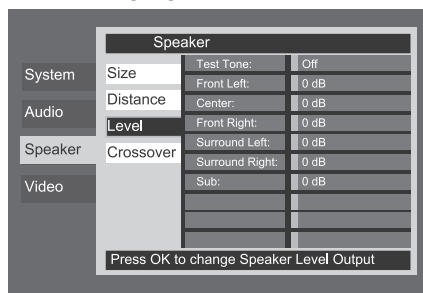 Speaker
System
Audio
Speaker
Video
Size
Distance
Level
Crossover
Test Tone: Off
Front Left: 0 dB
Center: 0 dB
Front Right: 0 dB
Surround Left: 0 dB
Surround Right: 0 dB
Sub: 0 dB
Press OK to change Speaker Level Output